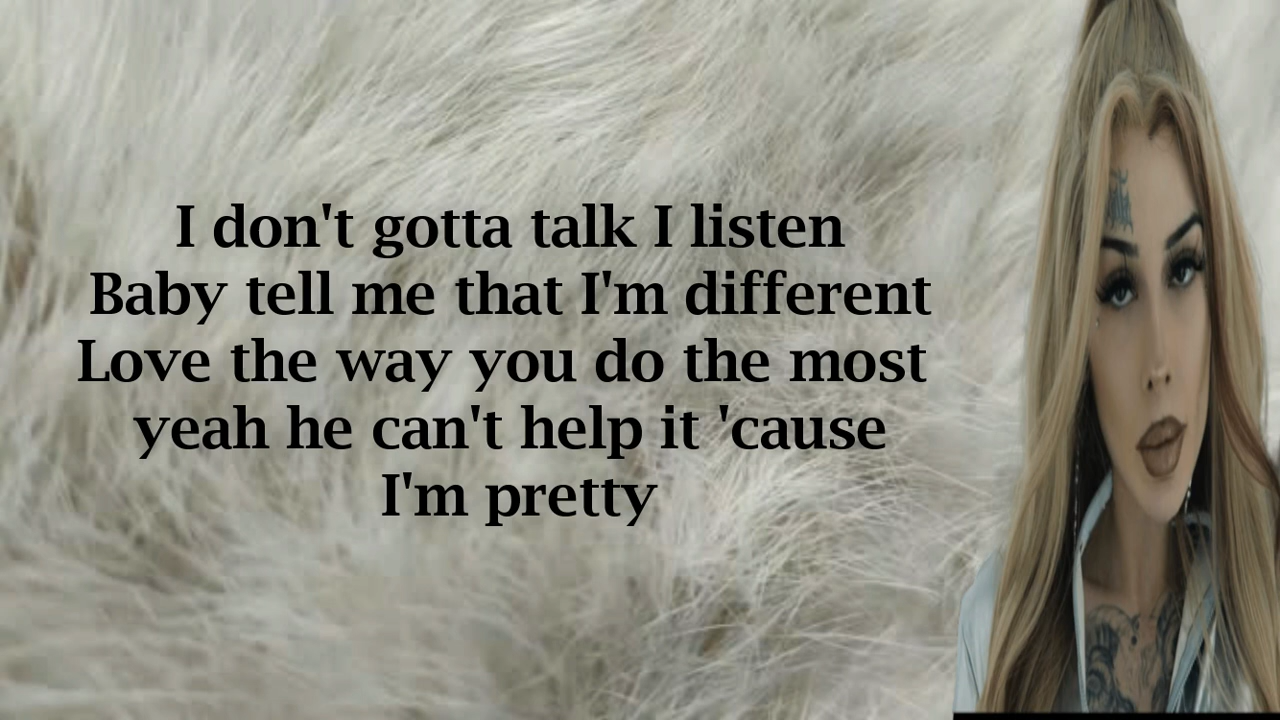 I don't gotta talk I listen
Baby tell me that I'm different
Love the way you do the most
yeah he can't help it 'cause
I'm pretty